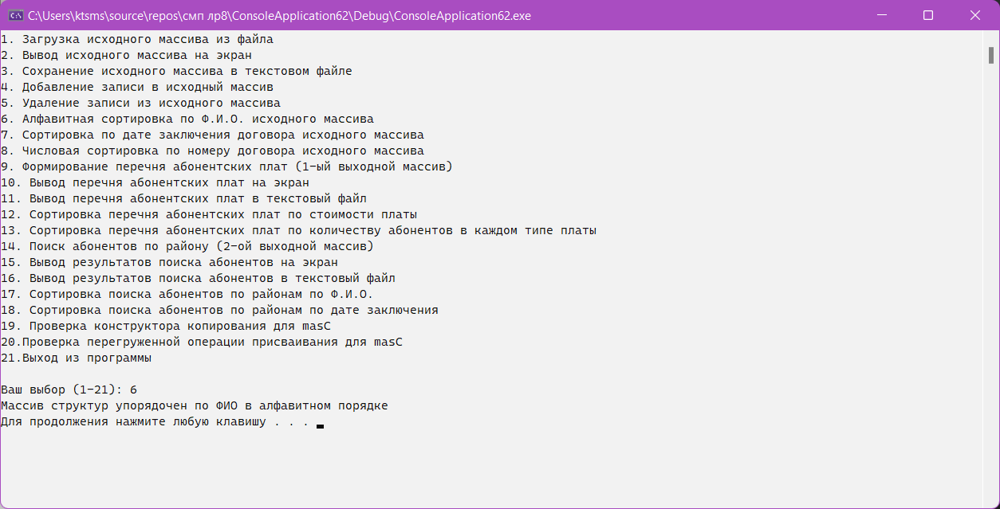 C:\Users\ktsms\source\repos\смп лр8\ConsoleApplication62\Debug\ConsoleApplication62.exe
1. Загрузка исходного массива из файла
2. Вывод исходного массива на экран
3. Сохранение исходного массива в текстовом файле
4. Добавление записи в исходный массив
5. Удаление записи из исходного массива
6. Алфавитная сортировка по Ф.И.О. исходного массива
7. Сортировка по дате заключения договора исходного массива
8. Числовая сортировка по номеру договора исходного массива
9. Формирование перечня абонентских плат (1-ый выходной массив)
10. Вывод перечня абонентских плат на экран
11. Вывод перечня абонентских плат в текстовый файл
12. Сортировка перечня абонентских плат по стоимости платы
13. Сортировка перечня абонентских плат по количеству абонентов в каждом типе платы
14. Поиск абонентов по району (2-ой выходной массив)
15. Вывод результатов поиска абонентов на экран
16. Вывод результатов поиска абонентов в текстовый файл
17. Сортировка поиска абонентов по районам по Ф.И.О.
18. Сортировка поиска абонентов по районам по дате заключения
19. Проверка конструктора копирования для masC
20.Проверка перегруженной операции присваивания для masC
21.Выход из программы
Ваш выбор (1-21): 6
Массив структур упорядочен по ФИО в алфавитном порядке
Для продолжения нажмите любую клавишу . . .